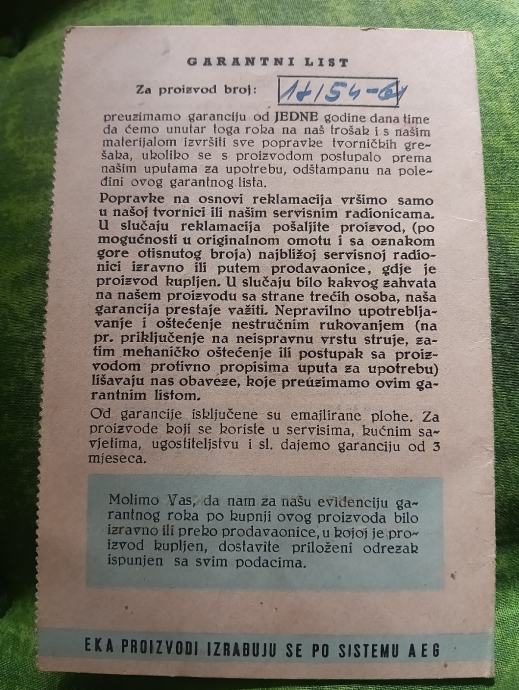 GARANTNI LIST
Za proizvod broj: 17/54-61
preuzimamo garanciju od JEDNE godine dana time
da ćemo unutar toga roka na naš trošak i s našim
materijalom izvršiti sve popravke tvorničkih gre-
šaka, ukoliko se s proizvodom postupalo prema
našim uputama za upotrebu, odštampanu na pole-
đini ovog garantnog lista.
Popravke na osnovi reklamacija vršimo samo
u našoj tvornici ili našim servisnim radionicama.
U slučaju reklamacija pošaljite proizvod, (po
mogućnosti u originalnom omotu i sa oznakom
gore otisnutog broja) najbližoj servisnoj radio-
nici izravno ili putem prodavaonice, gdje je
proizvod kupljen. U slučaju bilo kakvog zahvata
na našem proizvodu sa strane trećih osoba, naša
garancija prestaje važiti. Nepravilno upotreblja-
vanje i oštećenje nestručnim rukovanjem (na
pr. priključenje na neispravnu vrstu struje, za-
tim mehaničko oštećenje ili postupak sa proiz-
vodom protivno propisima uputa za upotrebu)
lišavaju nas obaveze, koje preuzimamo ovim ga-
rantnim listom.
Od garancije isključene su emajlirane plohe. Za
proizvode koji se koriste u servisima, kućnim sa-
vjetima, ugostiteljstvu i sl. dajemo garanciju od 3
mjeseca.
Molimo Vas, da nam za našu evidenciju ga-
rantnog roka po kupnji ovog proizvoda bilo
izravno ili preko prodavaonice, u kojoj je pro-
izvod kupljen, dostavite priloženi odrezak
ispunjen sa svim podacima.
EKA PROIZVODI IZRABUJU SE PO SISTEMU AEG